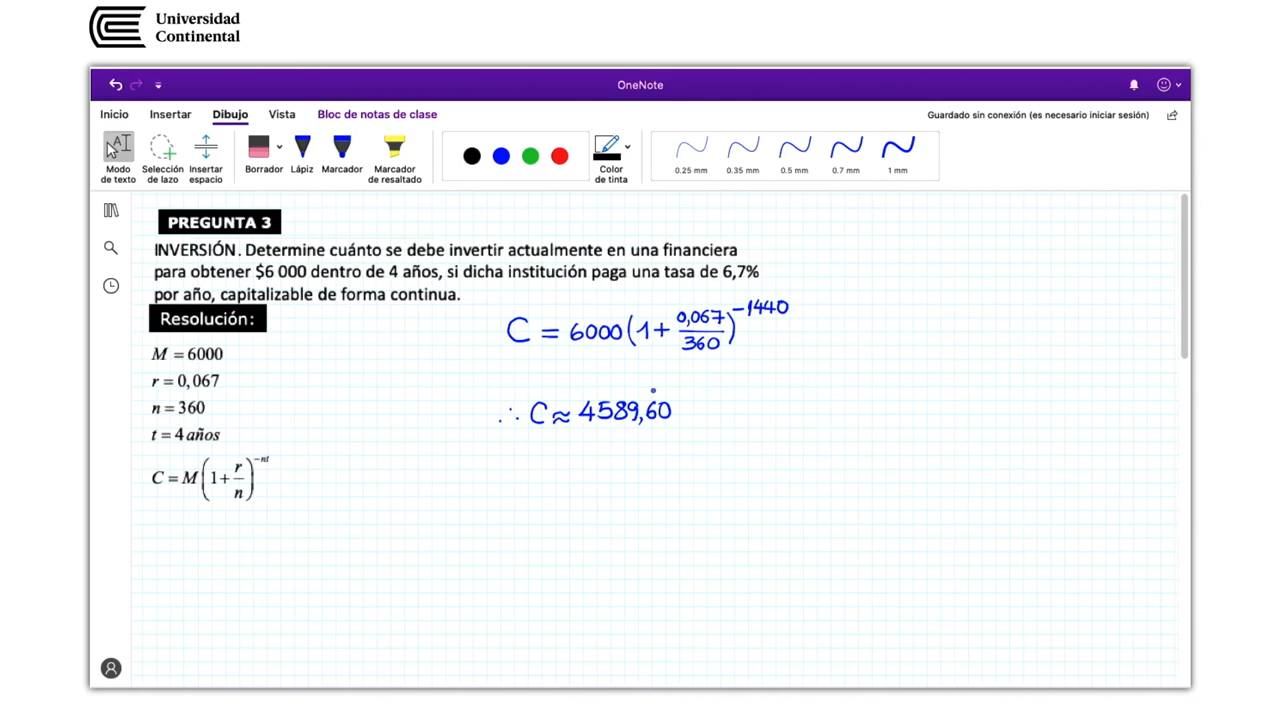 Universidad
Continental
OneNote
Inicio Insertar Dibujo Vista Bloc de notas de clase
Guardado sin conexión (es necesario iniciar sesión)
Modo de texto
Selección de lazo
Insertar espacio
Borrador
Lápiz
Marcador
Marcador de resaltado
Color de tinta
0.25 mm 0.35 mm 0.5 mm 0.7 mm 1 mm
PREGUNTA 3
INVERSIÓN. Determine cuánto se debe invertir actualmente en una financiera
para obtener $6 000 dentro de 4 años, si dicha institución paga una tasa de 6,7%
por año, capitalizable de forma continua.
Resolución:
M = 6000
r = 0,067
n = 360
t = 4 años
C = M(1+r/n)^{-nt}
C = 6000(1+0,067/360)^{-1440}
∴ C ≈ 4589,60